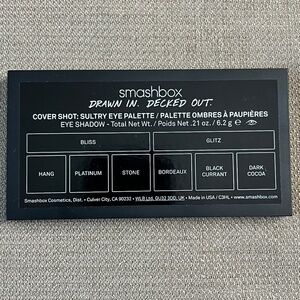 smashbox
DRAWN IN. DECKED OUT.
COVER SHOT: SULTRY EYE PALETTE / PALETTE OMBRES À PAUPIÈRES
EYE SHADOW - Total Net Wt. / Poids Net .21 oz. / 6.2 g e
BLISS
GLITZ
HANG
PLATINUM
STONE
BORDEAUX
BLACK
CURRANT
DARK
COCOA
Smashbox Cosmetics, Dist. • Culver City, CA 90232 • WLB Ltd, GU32 3DD, UK • Made in USA / C3HL • www.smashbox.com